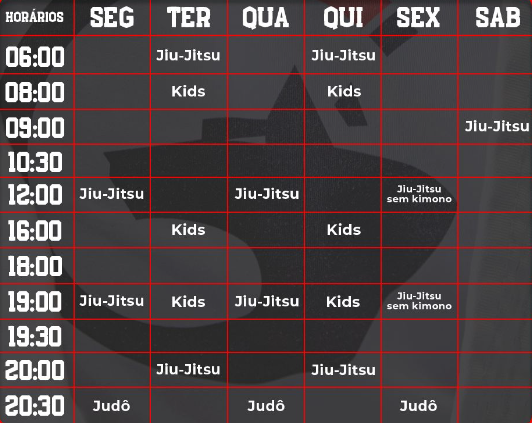 HORÁRIOS SEG TER QUA QUI SEX SAB
06:00 Jiu-Jitsu Jiu-Jitsu
08:00 Kids Kids
09:00 Jiu-Jitsu
10:30
12:00 Jiu-Jitsu Jiu-Jitsu Jiu-Jitsu
sem kimono
16:00 Kids Kids
18:00
19:00 Jiu-Jitsu Kids Jiu-Jitsu Kids Jiu-Jitsu
sem kimono
19:30
20:00 Jiu-Jitsu Jiu-Jitsu
20:30 Judô Judô Judô